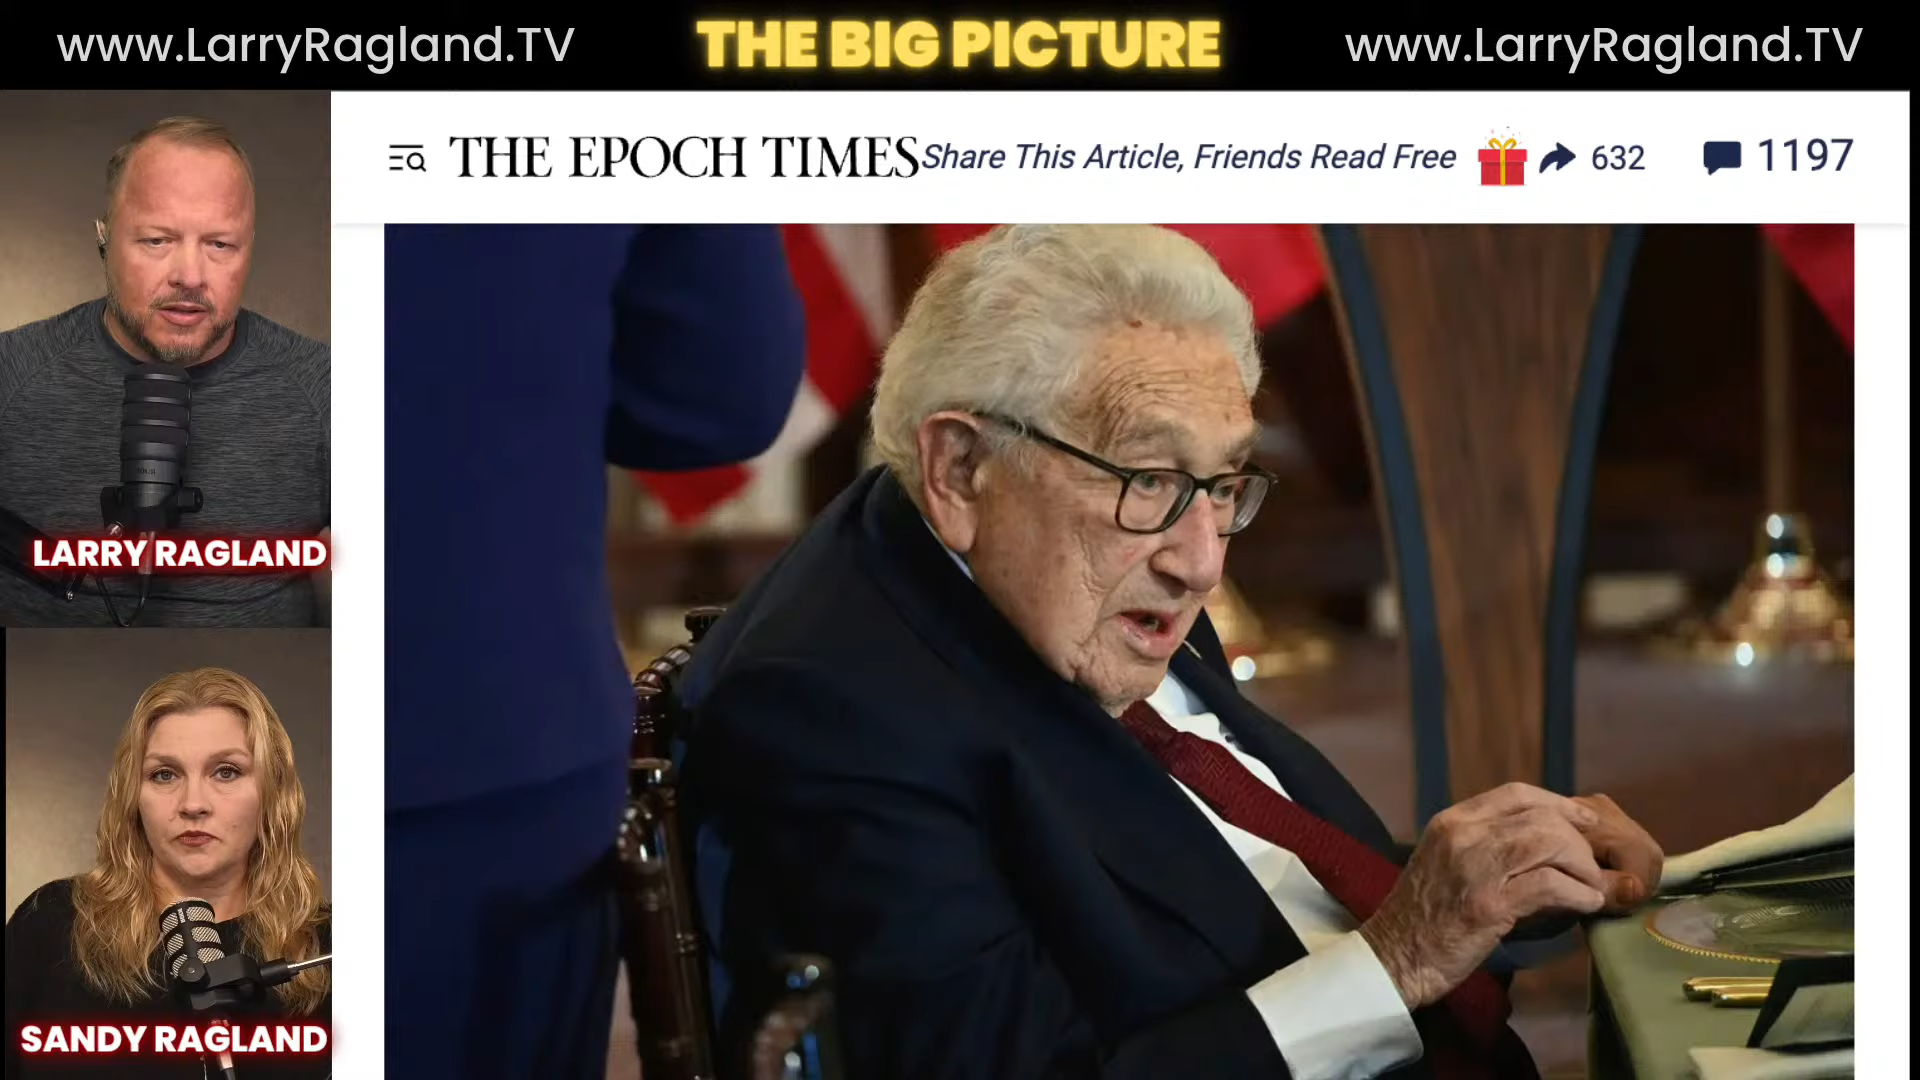 www.LarryRagland.TV
THE BIG PICTURE
www.LarryRagland.TV
THE EPOCH TIMES
Share This Article, Friends Read Free
632
1197
LARRY RAGLAND
SANDY RAGLAND